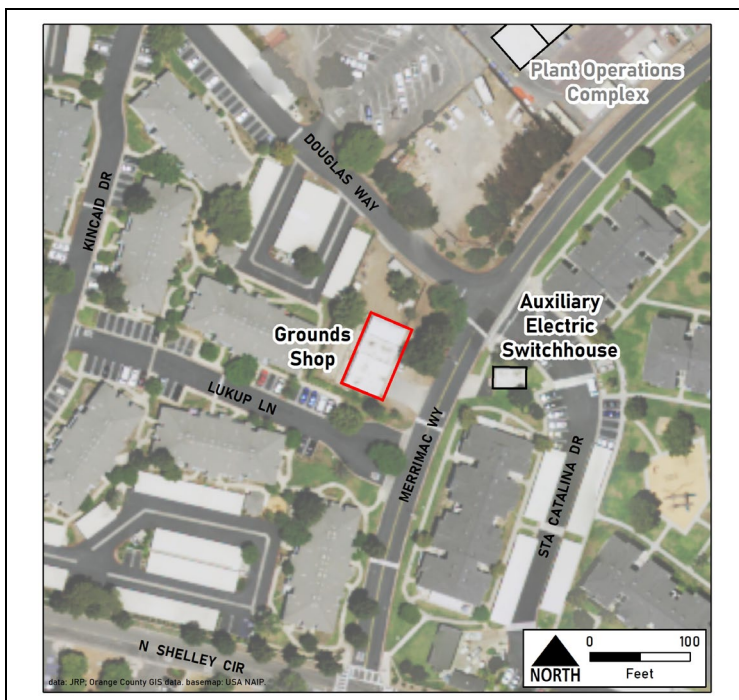 Plant Operations
Complex
DOUGLAS WAY
KINCAID DR
Auxiliary
Electric
Switchhouse
Grounds
Shop
LUKUP LN
MERRIMAC WY
STA CATALINA DR
N SHELLEY CIR
NORTH
0 100
Feet
data: JRP; Orange County GIS data, basemap: USA NAIP